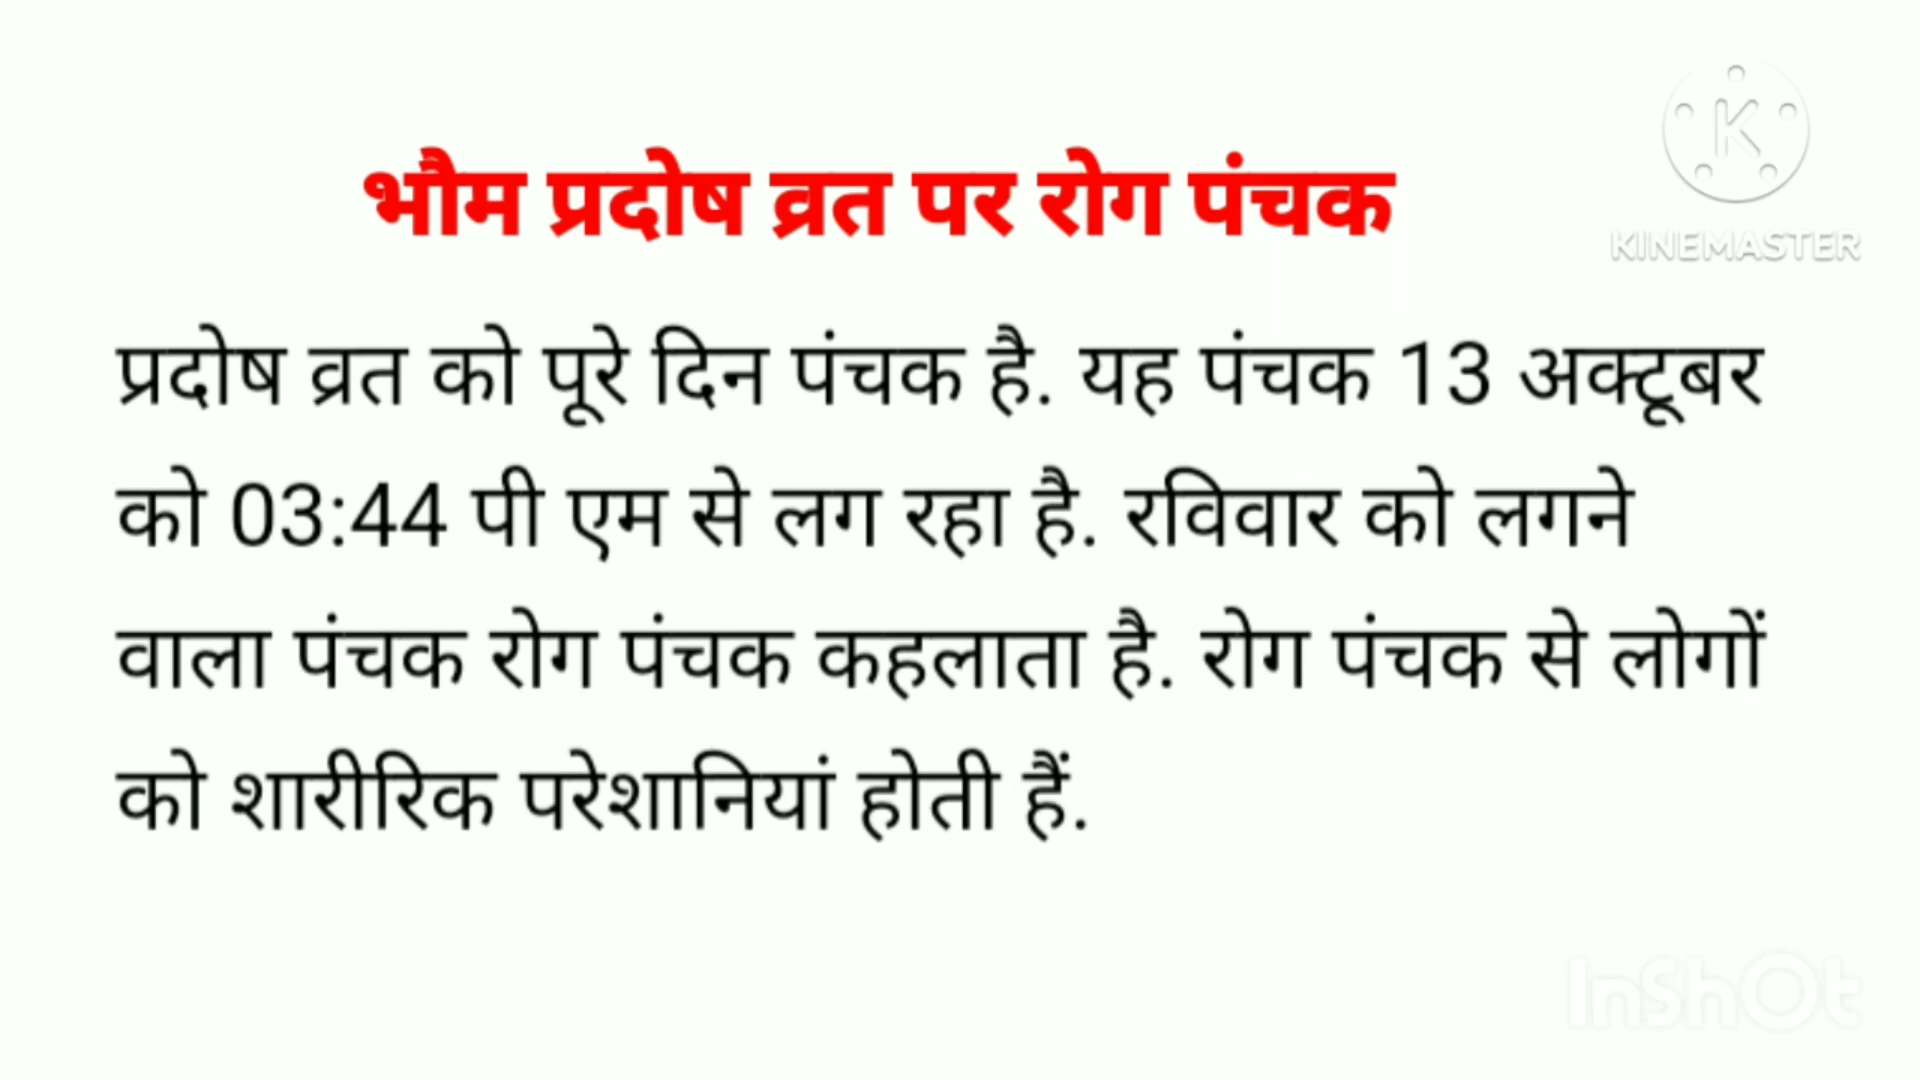 भौम प्रदोष व्रत पर रोग पंचक
KINEMASTER
प्रदोष व्रत को पूरे दिन पंचक है. यह पंचक 13 अक्टूबर
को 03:44 पी एम से लग रहा है. रविवार को लगने
वाला पंचक रोग पंचक कहलाता है. रोग पंचक से लोगों
को शारीरिक परेशानियां होती हैं.
InShOt